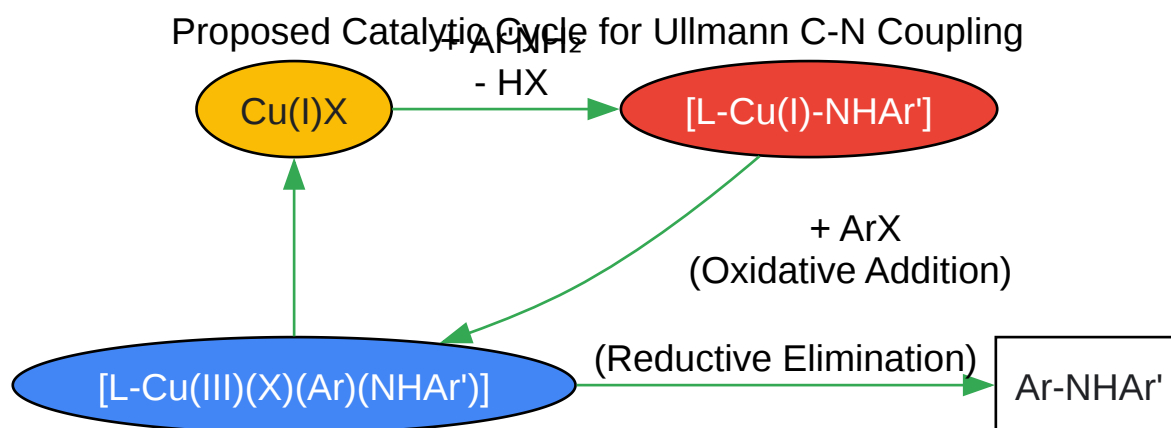 Proposed Catalytic Cycle for Ullmann C-N Coupling
+ Ar'NH₂
- HX
Cu(I)X
[L-Cu(I)-NHAr']
+ ArX
(Oxidative Addition)
(Reductive Elimination)
[L-Cu(III)(X)(Ar)(NHAr')]
Ar-NHAr'